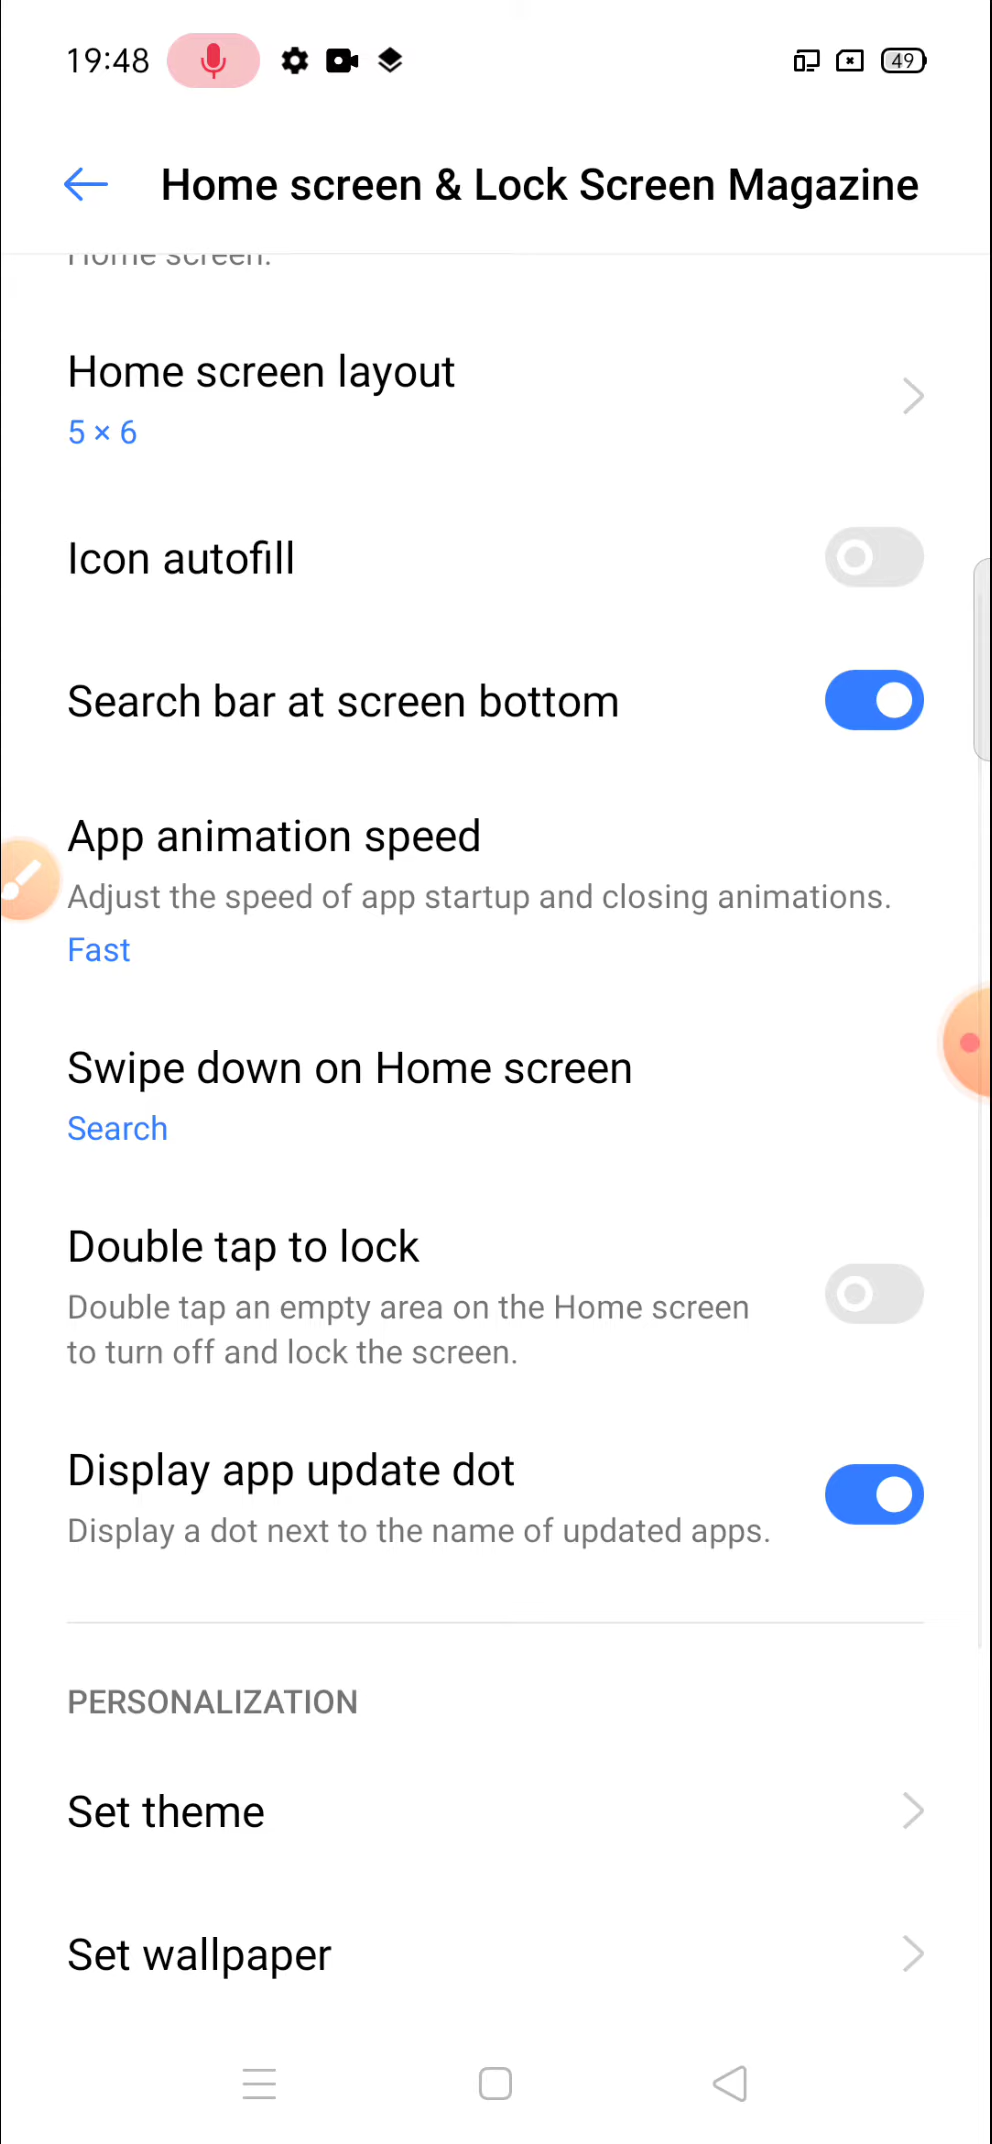 19:48
49
Home screen & Lock Screen Magazine
Home screen.
Home screen layout
5 × 6
Icon autofill
Search bar at screen bottom
App animation speed
Adjust the speed of app startup and closing animations.
Fast
Swipe down on Home screen
Search
Double tap to lock
Double tap an empty area on the Home screen
to turn off and lock the screen.
Display app update dot
Display a dot next to the name of updated apps.
PERSONALIZATION
Set theme
Set wallpaper